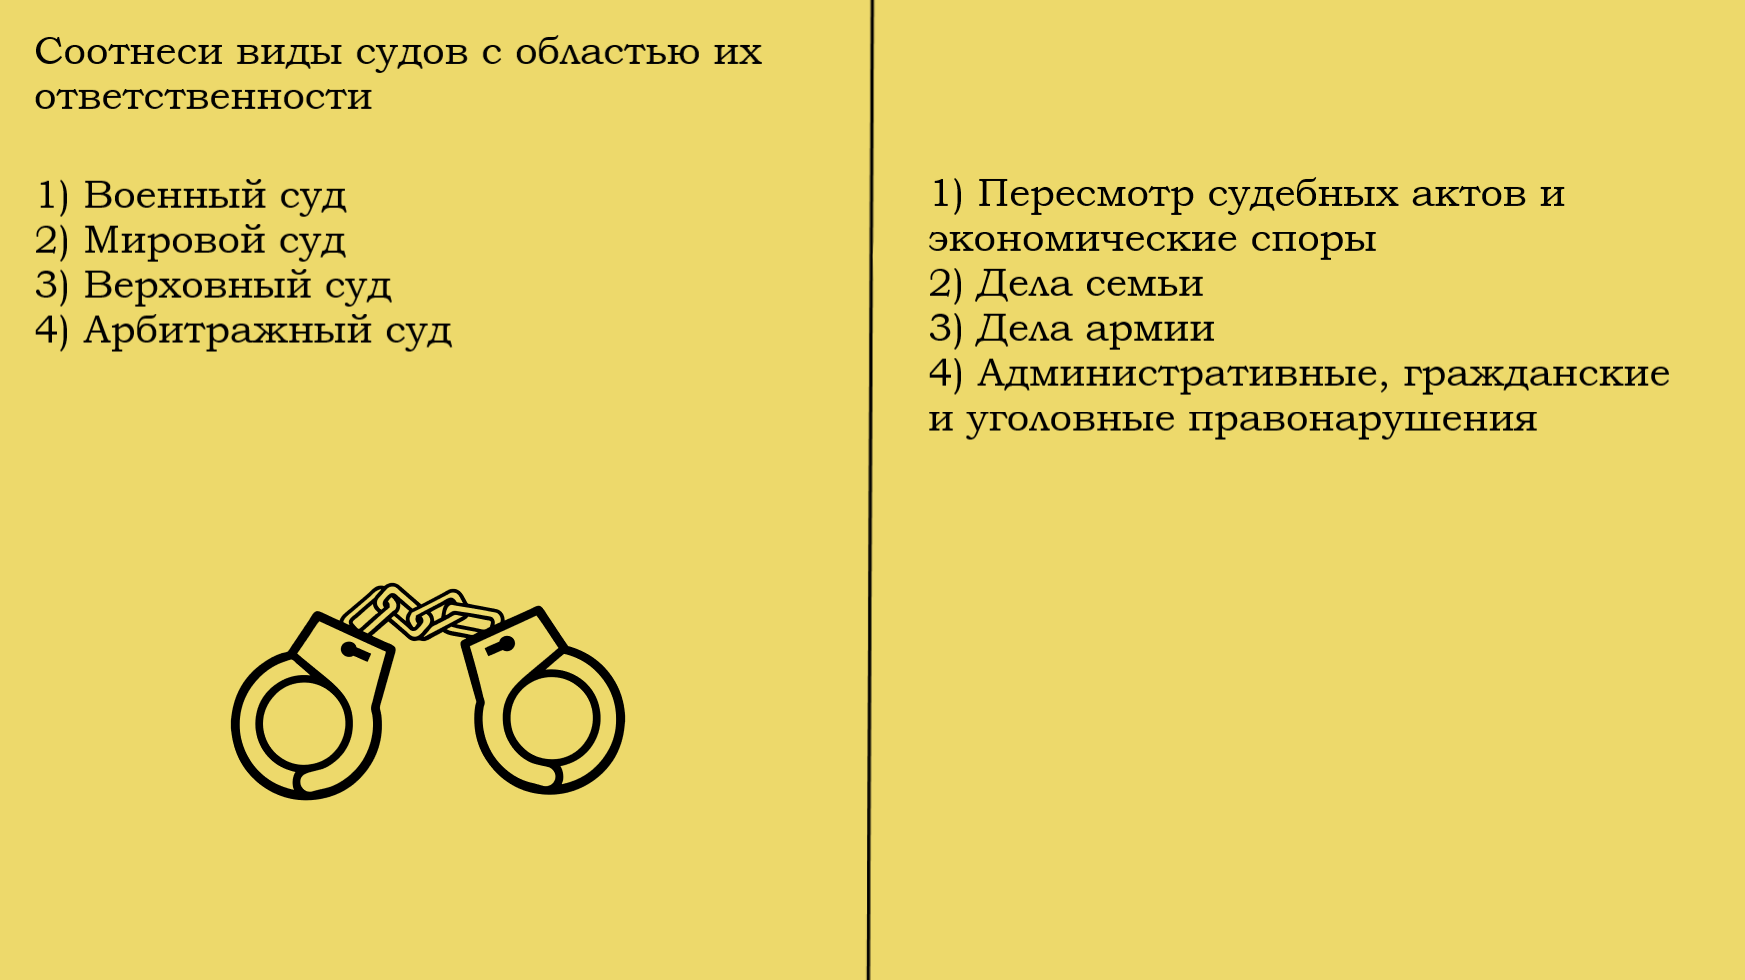 Соотнеси виды судов с областью их
ответственности
1) Военный суд
2) Мировой суд
3) Верховный суд
4) Арбитражный суд
1) Пересмотр судебных актов и
экономические споры
2) Дела семьи
3) Дела армии
4) Административные, гражданские
и уголовные правонарушения